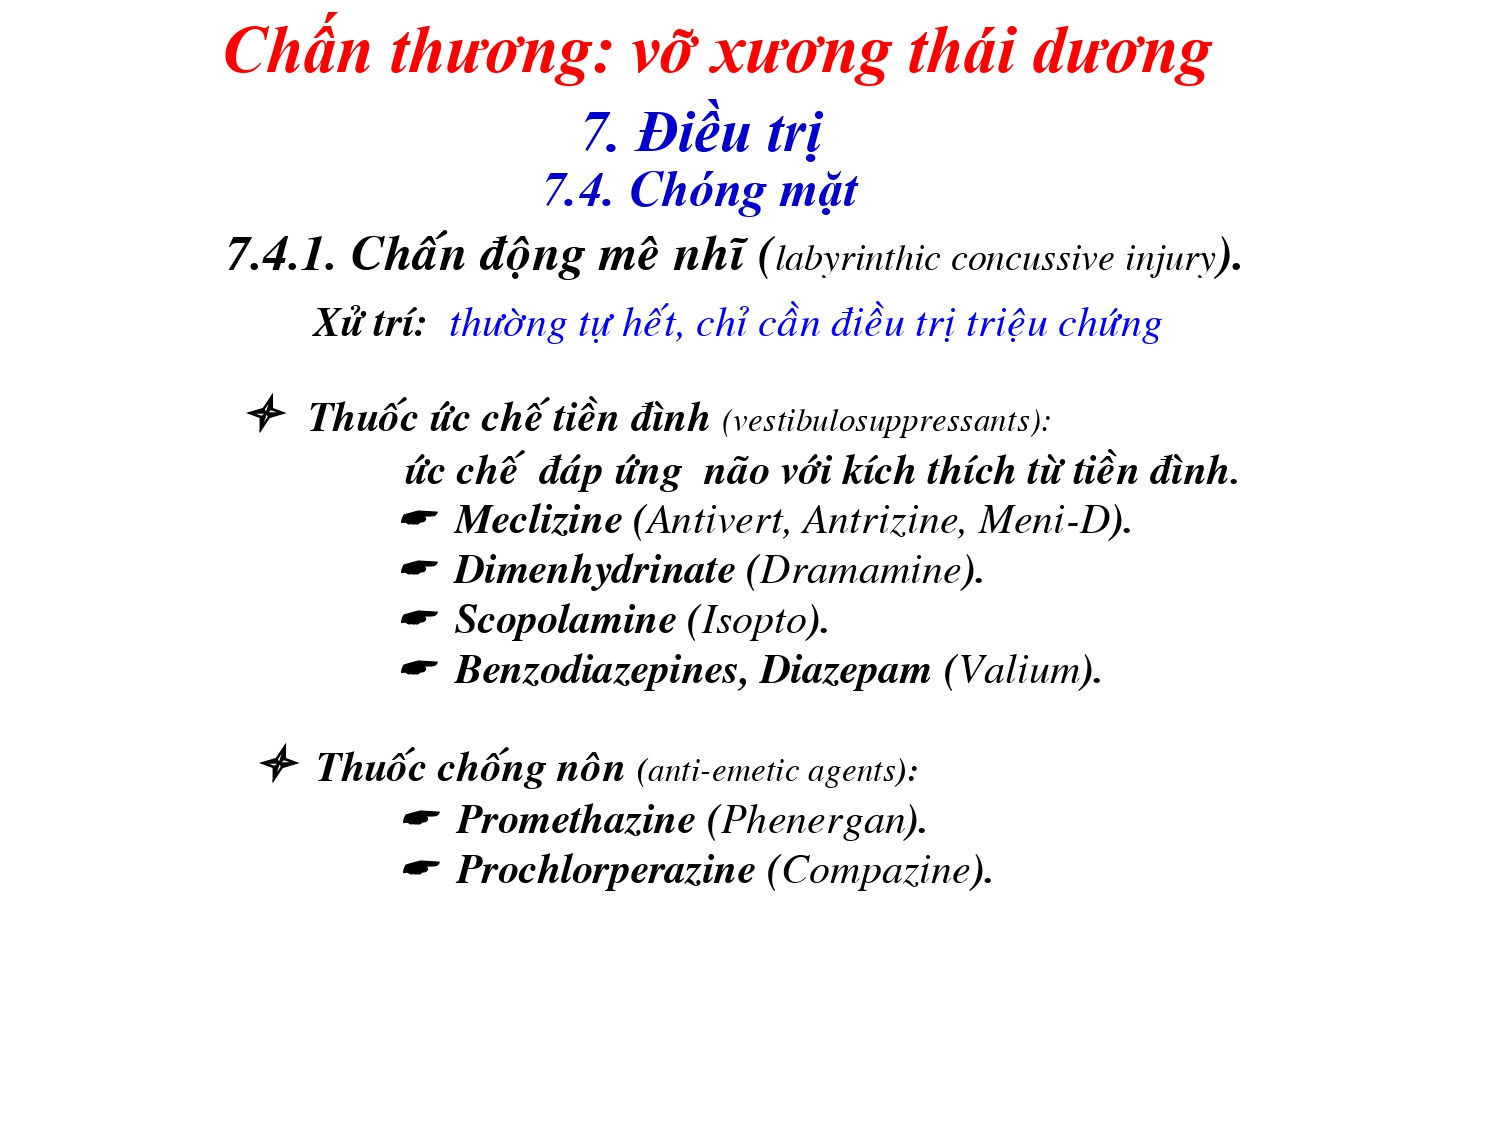 Chấn thương: vỡ xương thái dương
7. Điều trị
7.4. Chóng mặt
7.4.1. Chấn động mê nhĩ (labyrinthic concussive injury).
Xử trí: thường tự hết, chỉ cần điều trị triệu chứng
Thuốc ức chế tiền đình (vestibulosuppressants):
ức chế đáp ứng não với kích thích từ tiền đình.
Meclizine (Antivert, Antrizine, Meni-D).
Dimenhydrinate (Dramamine).
Scopolamine (Isopto).
Benzodiazepines, Diazepam (Valium).
Thuốc chống nôn (anti-emetic agents):
Promethazine (Phenergan).
Prochlorperazine (Compazine).